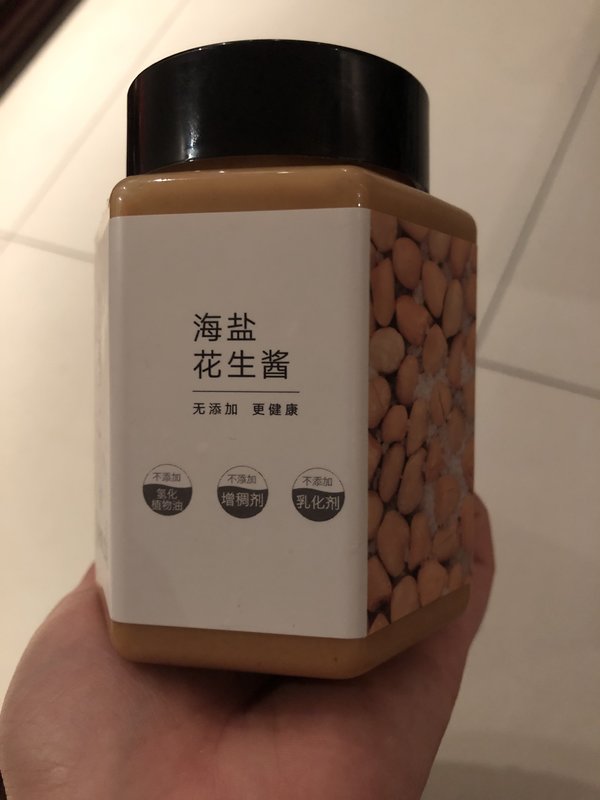 海盐
花生酱
无添加 更健康
不添加
氢化
植物油
不添加
增稠剂
不添加
乳化剂